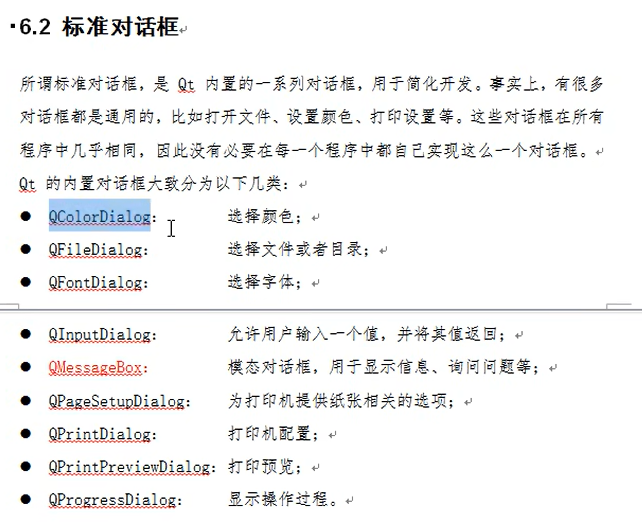 6.2 标准对话框
所谓标准对话框，是 Qt 内置的一系列对话框，用于简化开发。事实上，有很多
对话框都是通用的，比如打开文件、设置颜色、打印设置等。这些对话框在所有
程序中几乎相同，因此没有必要在每一个程序中都自己实现这么一个对话框。
Qt 的内置对话框大致分为以下几类：
● QColorDialog： 选择颜色；
● QFileDialog： 选择文件或者目录；
● QFontDialog： 选择字体；
● QInputDialog： 允许用户输入一个值，并将其值返回；
● QMessageBox： 模态对话框，用于显示信息、询问问题等；
● QPageSetupDialog： 为打印机提供纸张相关的选项；
● QPrintDialog： 打印机配置；
● QPrintPreviewDialog：打印预览；
● QProgressDialog： 显示操作过程。